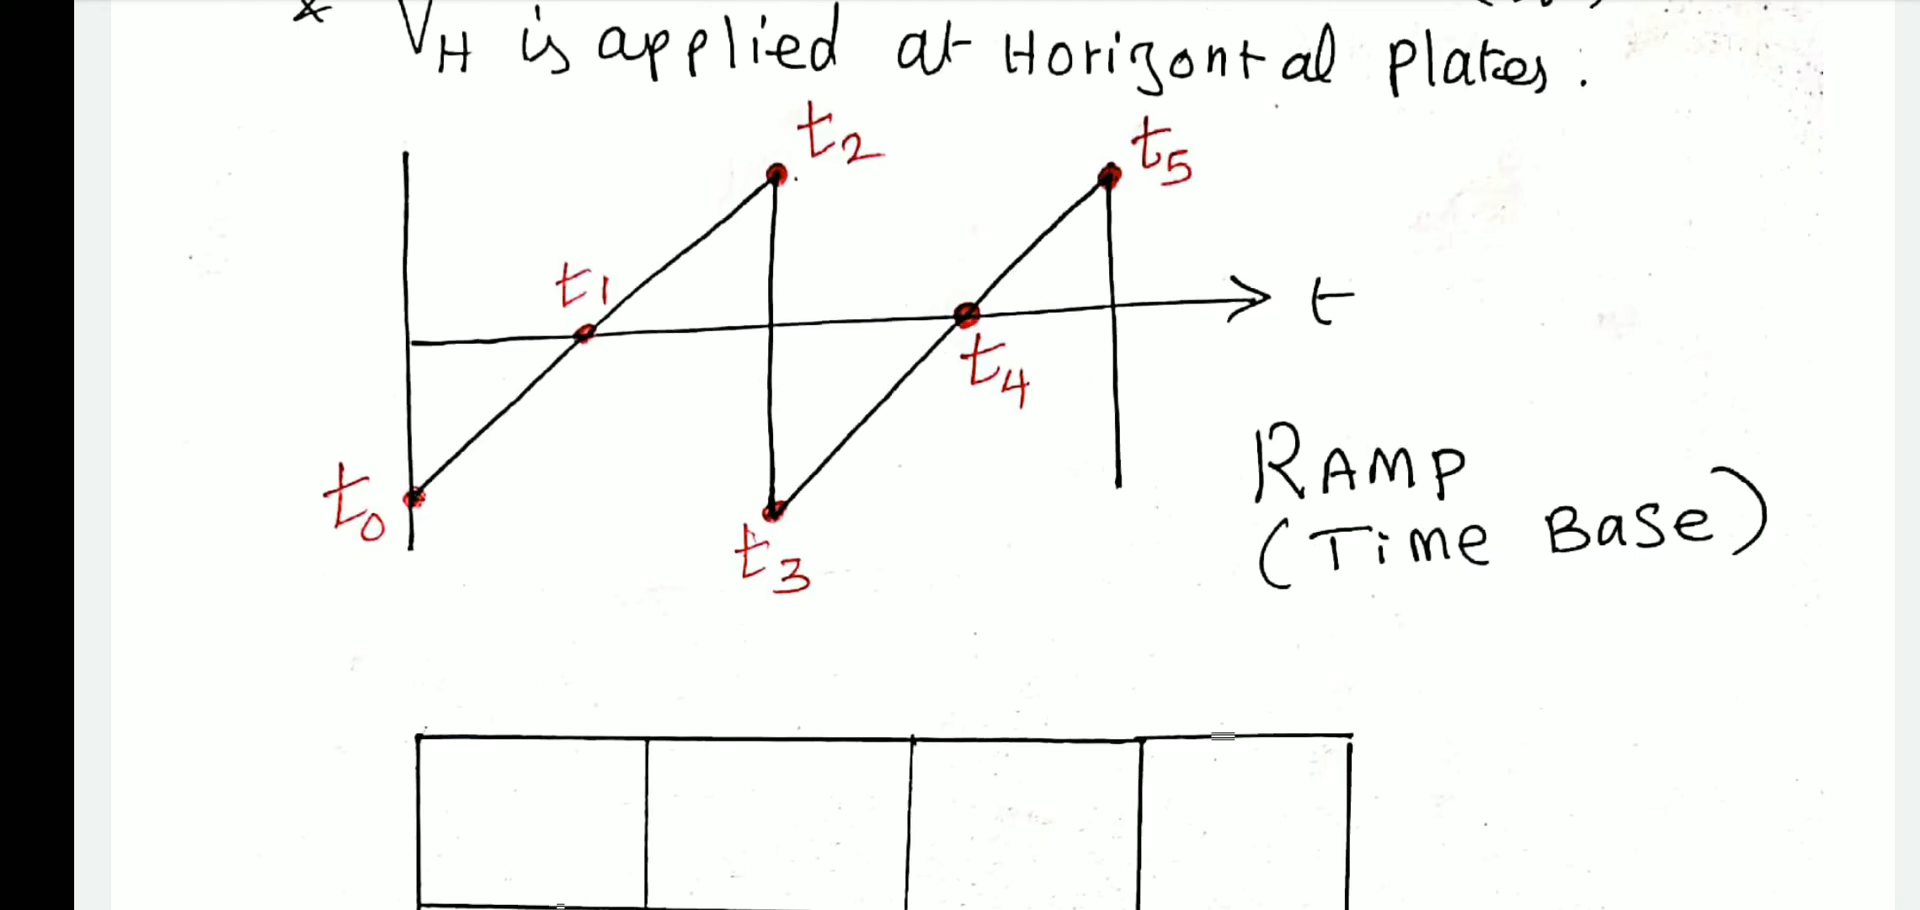 * VH is applied at Horizontal Plates.
t2
t5
t1
t
t4
t0
RAMP
(Time Base)
t3